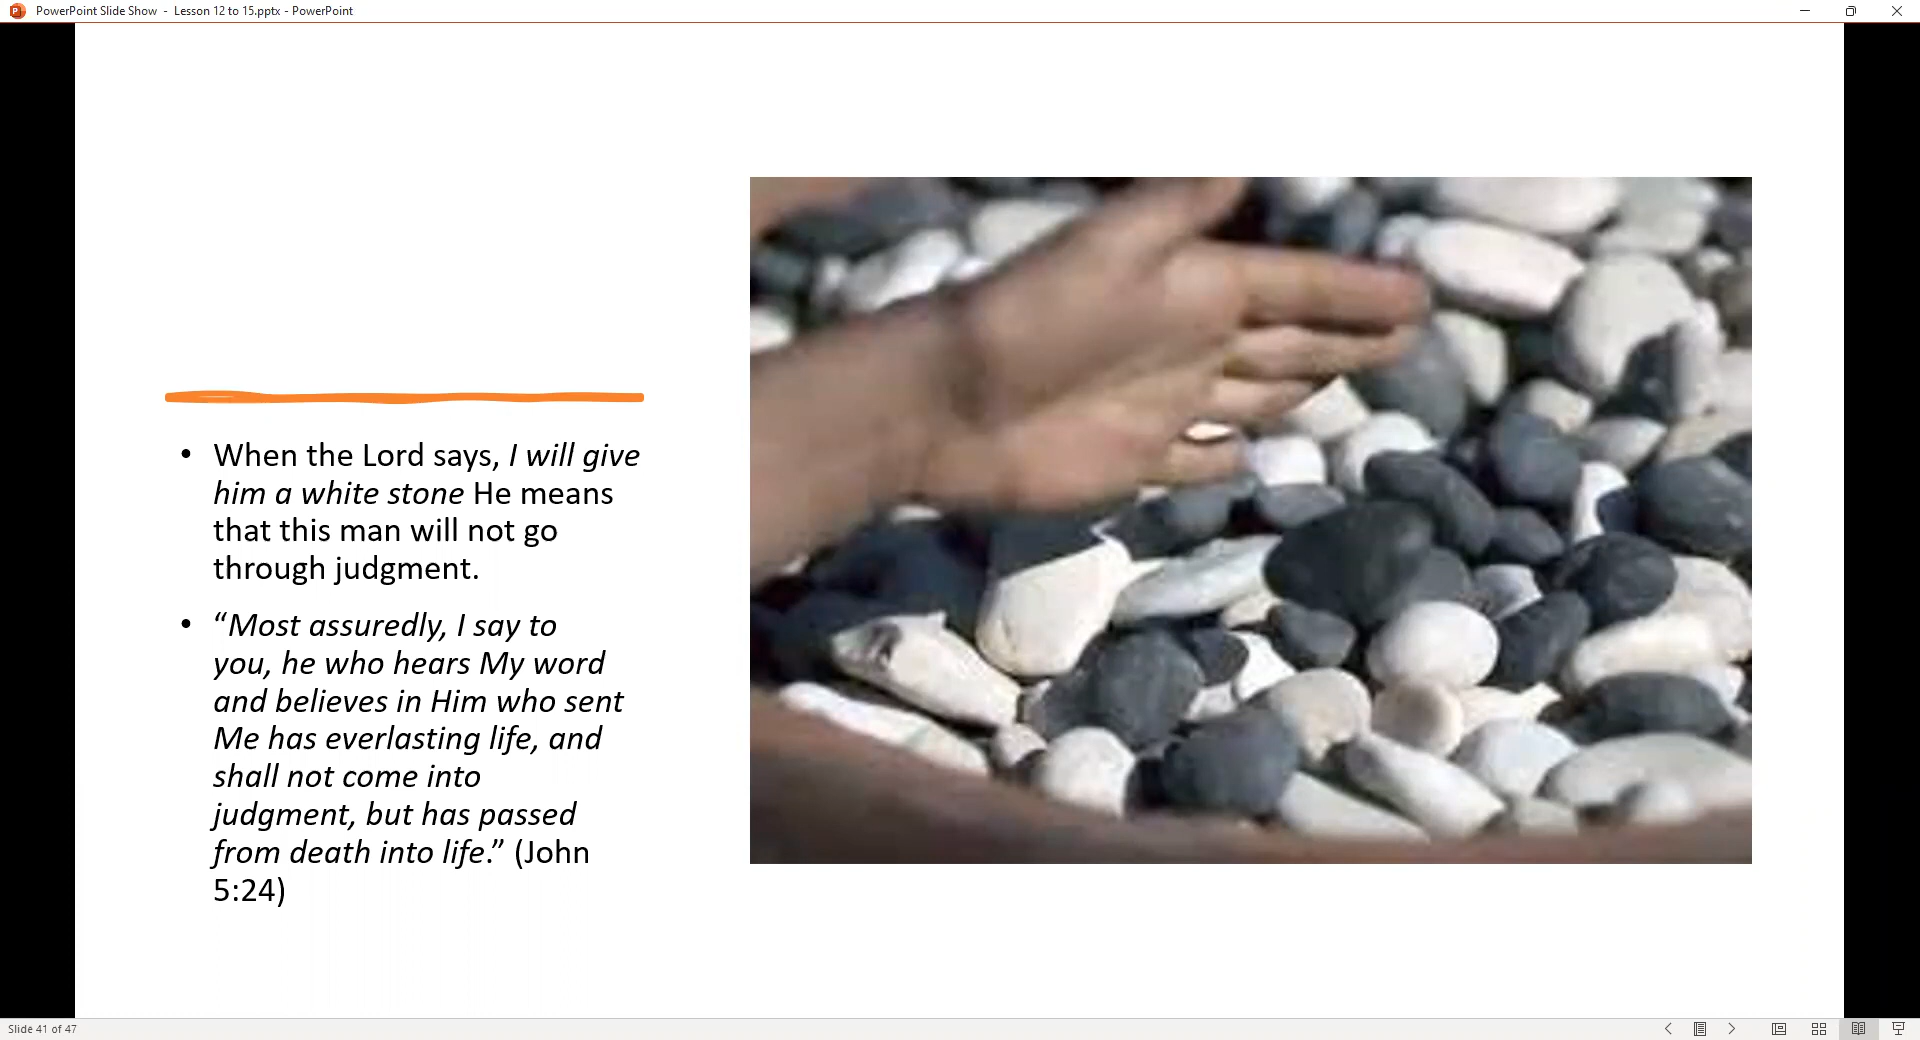 PowerPoint Slide Show - Lesson 12 to 15.pptx - PowerPoint
• When the Lord says, I will give
him a white stone He means
that this man will not go
through judgment.
• “Most assuredly, I say to
you, he who hears My word
and believes in Him who sent
Me has everlasting life, and
shall not come into
judgment, but has passed
from death into life.” (John
5:24)
Slide 41 of 47